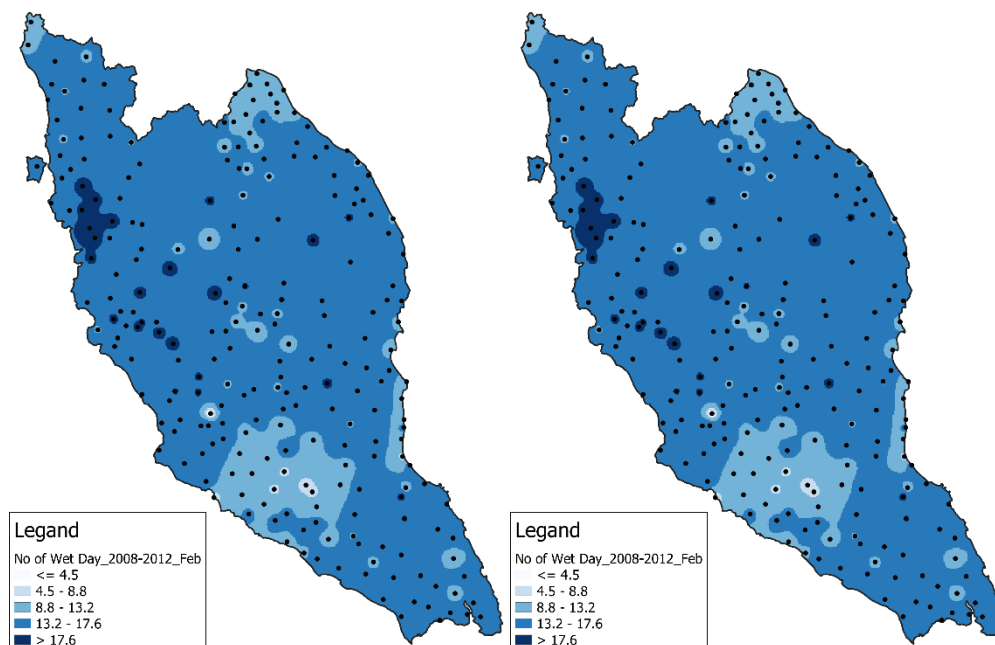 Legand
No of Wet Day_2008-2012_Feb
<= 4.5
4.5 - 8.8
8.8 - 13.2
13.2 - 17.6
> 17.6
Legand
No of Wet Day_2008-2012_Feb
<= 4.5
4.5 - 8.8
8.8 - 13.2
13.2 - 17.6
> 17.6